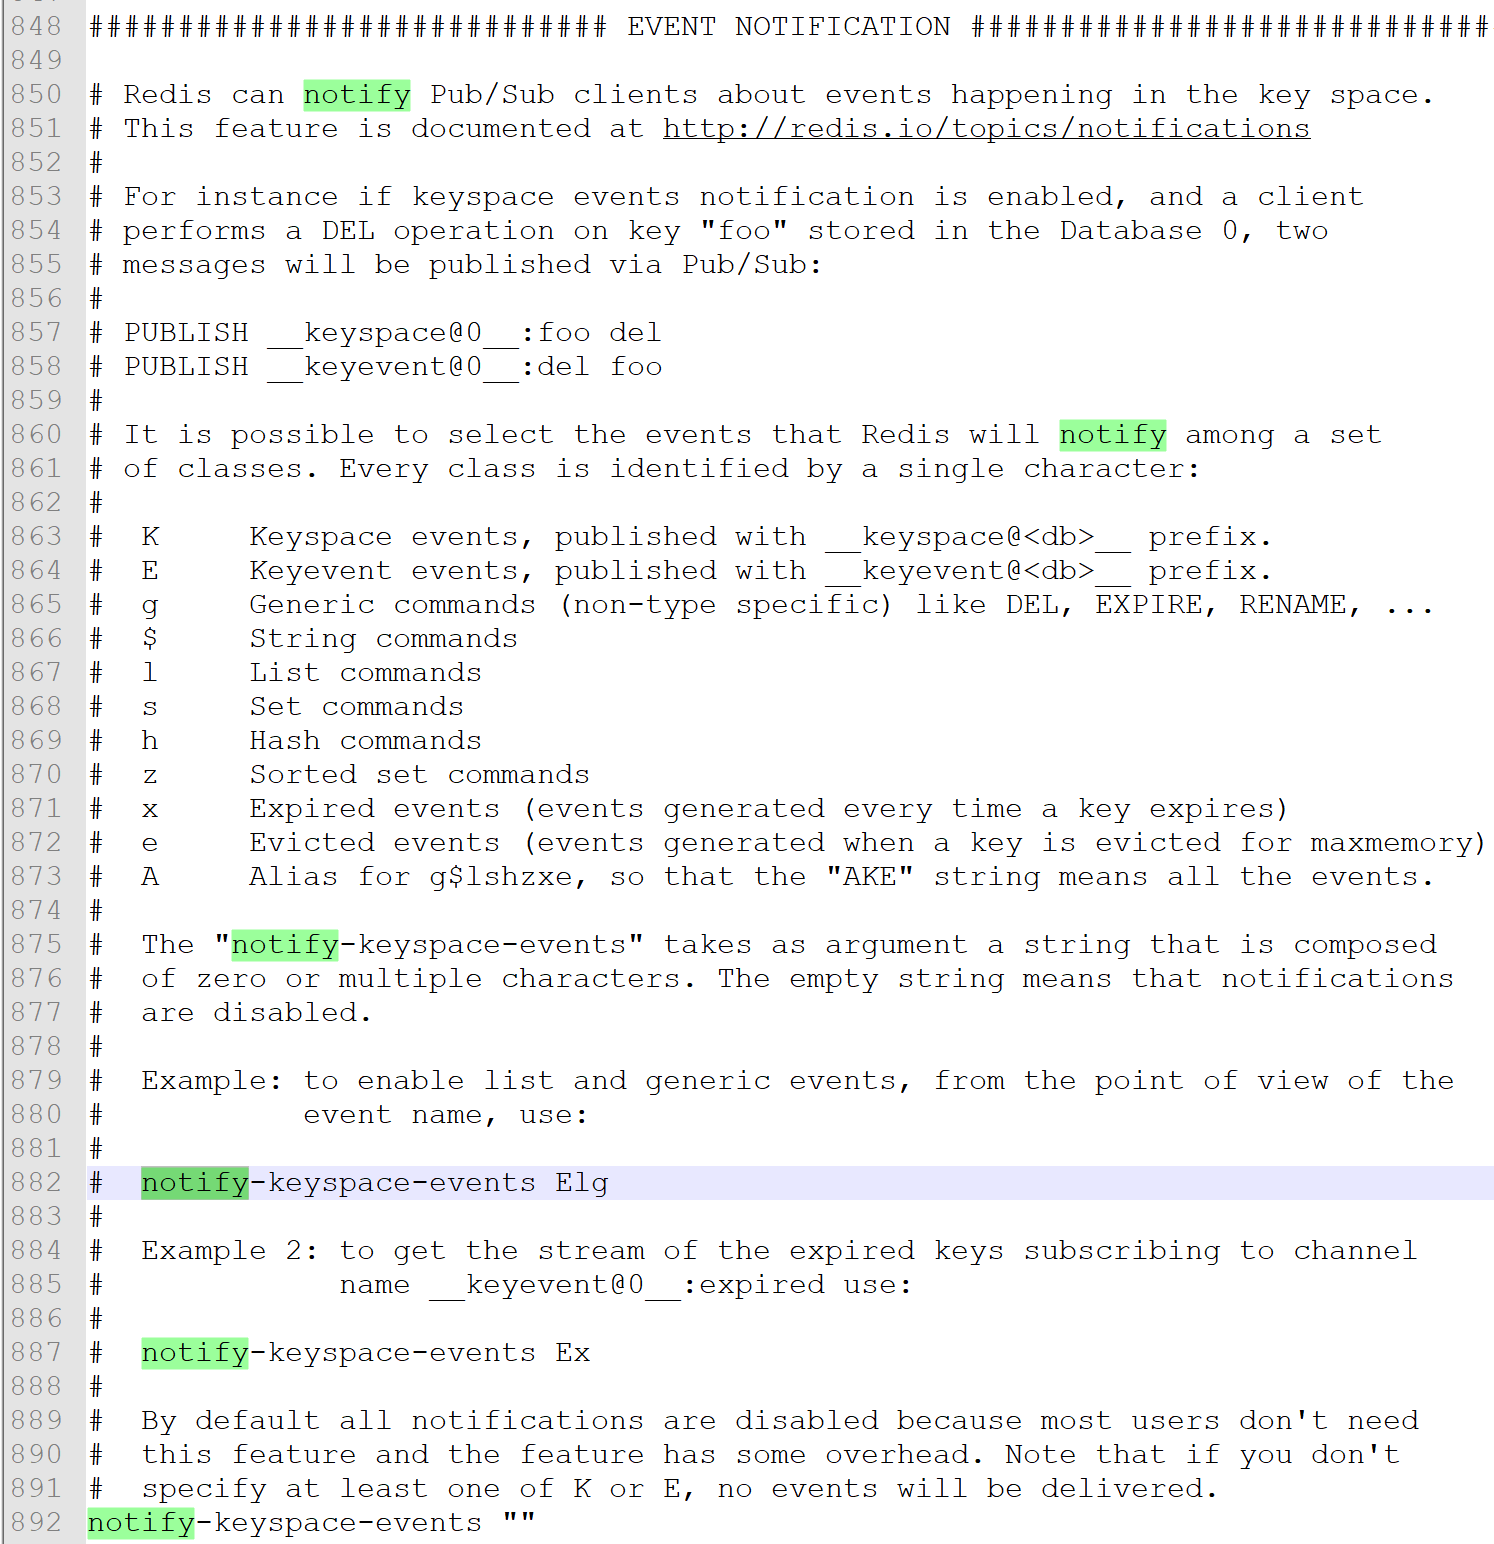 848 ############################# EVENT NOTIFICATION #############################
849
850 # Redis can notify Pub/Sub clients about events happening in the key space.
851 # This feature is documented at http://redis.io/topics/notifications
852 #
853 # For instance if keyspace events notification is enabled, and a client
854 # performs a DEL operation on key "foo" stored in the Database 0, two
855 # messages will be published via Pub/Sub:
856 #
857 # PUBLISH __keyspace@0__:foo del
858 # PUBLISH __keyevent@0__:del foo
859 #
860 # It is possible to select the events that Redis will notify among a set
861 # of classes. Every class is identified by a single character:
862 #
863 #  K     Keyspace events, published with __keyspace@<db>__ prefix.
864 #  E     Keyevent events, published with __keyevent@<db>__ prefix.
865 #  g     Generic commands (non-type specific) like DEL, EXPIRE, RENAME, ...
866 #  $     String commands
867 #  l     List commands
868 #  s     Set commands
869 #  h     Hash commands
870 #  z     Sorted set commands
871 #  x     Expired events (events generated every time a key expires)
872 #  e     Evicted events (events generated when a key is evicted for maxmemory)
873 #  A     Alias for g$lshzxe, so that the "AKE" string means all the events.
874 #
875 #  The "notify-keyspace-events" takes as argument a string that is composed
876 #  of zero or multiple characters. The empty string means that notifications
877 #  are disabled.
878 #
879 #  Example: to enable list and generic events, from the point of view of the
880 #           event name, use:
881 #
882 #  notify-keyspace-events Elg
883 #
884 #  Example 2: to get the stream of the expired keys subscribing to channel
885 #             name __keyevent@0__:expired use:
886 #
887 #  notify-keyspace-events Ex
888 #
889 #  By default all notifications are disabled because most users don't need
890 #  this feature and the feature has some overhead. Note that if you don't
891 #  specify at least one of K or E, no events will be delivered.
892 notify-keyspace-events ""